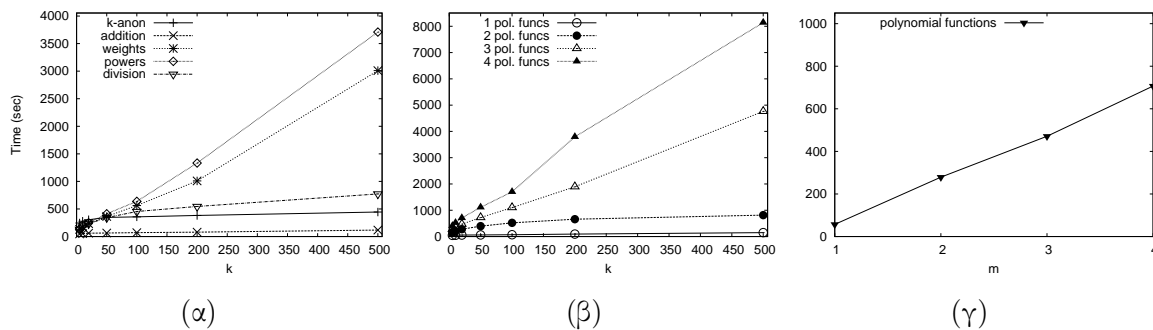 k-anon
addition
weights
powers
division
Time (sec)
4000
3500
3000
2500
2000
1500
1000
500
0
0 50 100 150 200 250 300 350 400 450 500
k
(α)
1 pol. funcs
2 pol. funcs
3 pol. funcs
4 pol. funcs
8000
6000
4000
2000
1000
0
0 50 100 150 200 250 300 350 400 450 500
k
(β)
polynomial functions
1000
800
600
400
200
0
1 2 3 4
m
(γ)